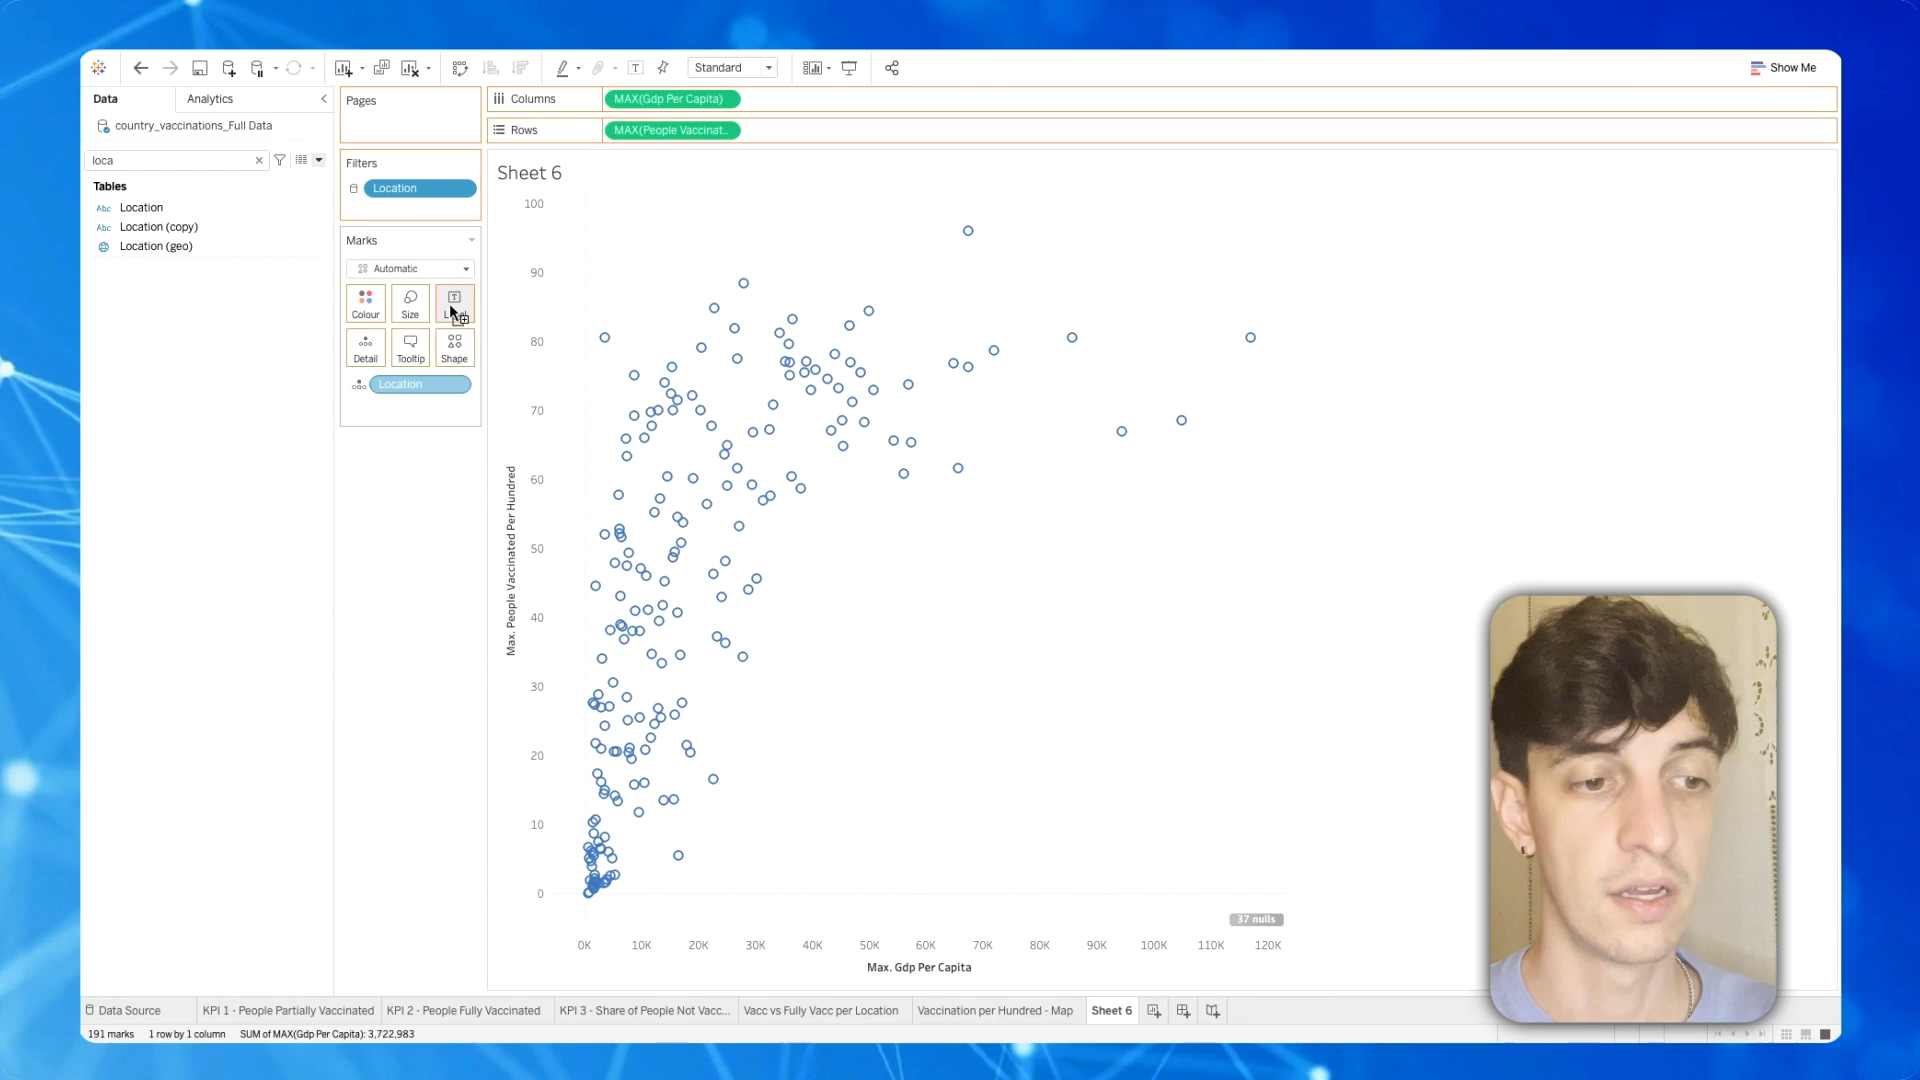 Standard
Show Me
Data
Analytics
Pages
Columns
MAX(Gdp Per Capita)
country_vaccinations_Full Data
Rows
MAX(People Vaccinat..
loca
Filters
Location
Tables
Location
Location (copy)
Location (geo)
Marks
Automatic
Colour
Size
Detail
Tooltip
Shape
Location
Sheet 6
100
90
80
70
60
50
40
30
20
10
0
Max. People Vaccinated Per Hundred
37 nulls
0K
10K
20K
30K
40K
50K
60K
70K
80K
90K
100K
110K
120K
Max. Gdp Per Capita
Data Source
KPI 1 - People Partially Vaccinated
KPI 2 - People Fully Vaccinated
KPI 3 - Share of People Not Vacc...
Vacc vs Fully Vacc per Location
Vaccination per Hundred - Map
Sheet 6
191 marks
1 row by 1 column
SUM of MAX(Gdp Per Capita): 3,722,983